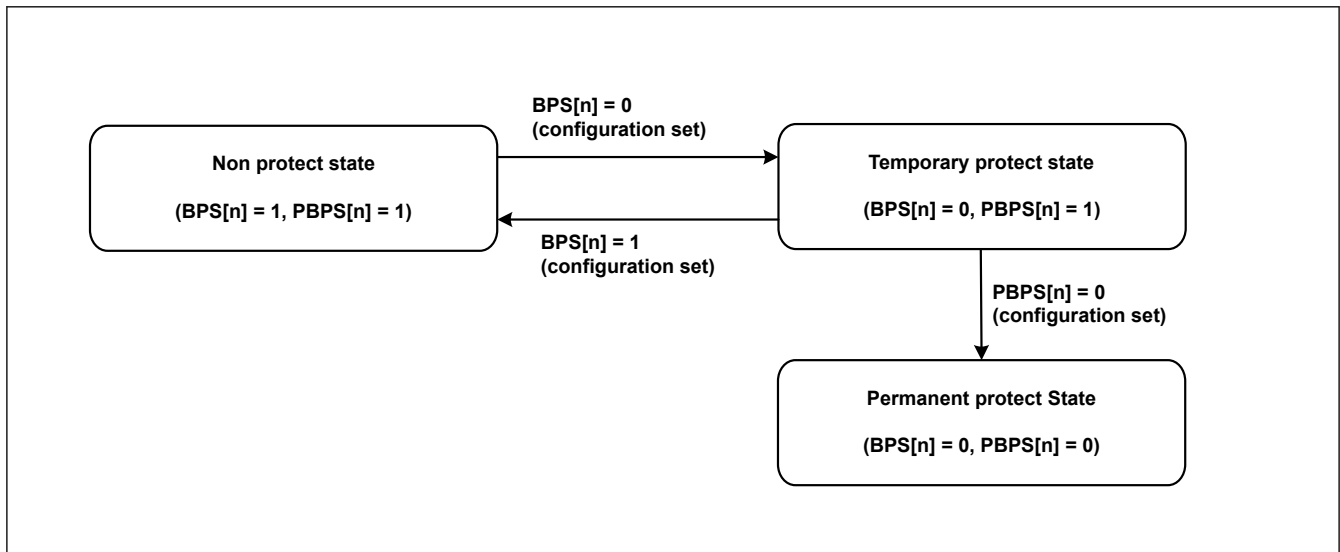 BPS[n] = 0
(configuration set)
Non protect state
(BPS[n] = 1, PBPS[n] = 1)
Temporary protect state
(BPS[n] = 0, PBPS[n] = 1)
BPS[n] = 1
(configuration set)
PBPS[n] = 0
(configuration set)
Permanent protect State
(BPS[n] = 0, PBPS[n] = 0)